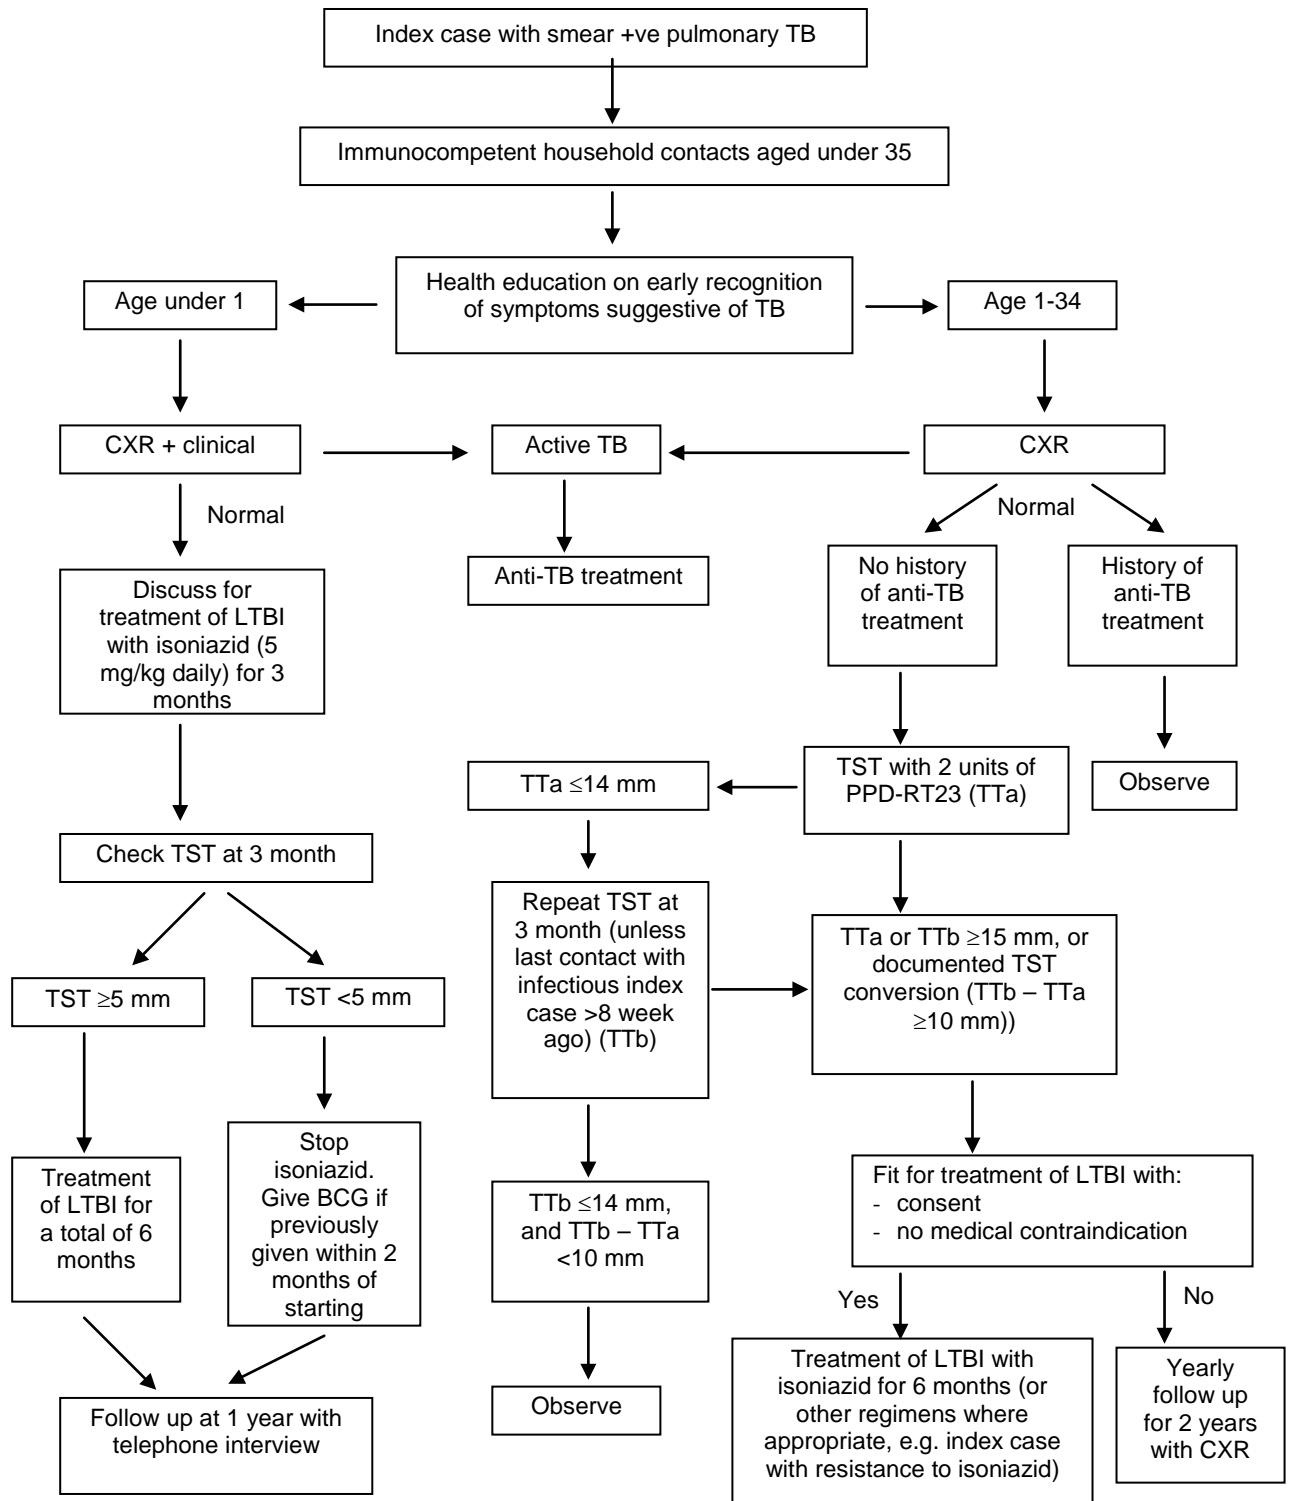 Index case with smear +ve pulmonary TB
Immunocompetent household contacts aged under 35
Health education on early recognition
of symptoms suggestive of TB
Age under 1
Age 1-34
CXR + clinical
Active TB
CXR
Normal
Normal
Anti-TB treatment
No history
of anti-TB
treatment
History of
anti-TB
treatment
Discuss for
treatment of LTBI
with isoniazid (5
mg/kg daily) for 3
months
TST with 2 units of
PPD-RT23 (TTa)
Observe
TTa ≤14 mm
Check TST at 3 month
Repeat TST at
3 month (unless
last contact with
infectious index
case >8 week
ago) (TTb)
TTa or TTb ≥15 mm, or
documented TST
conversion (TTb – TTa
≥10 mm))
TST ≥5 mm
TST <5 mm
Treatment
of LTBI for
a total of 6
months
Stop
isoniazid.
Give BCG if
previously
given within 2
months of
starting
TTb ≤14 mm,
and TTb – TTa
<10 mm
Fit for treatment of LTBI with:
- consent
- no medical contraindication
Yes
No
Follow up at 1 year with
telephone interview
Observe
Treatment of LTBI with
isoniazid for 6 months (or
other regimens where
appropriate, e.g. index case
with resistance to isoniazid)
Yearly
follow up
for 2 years
with CXR